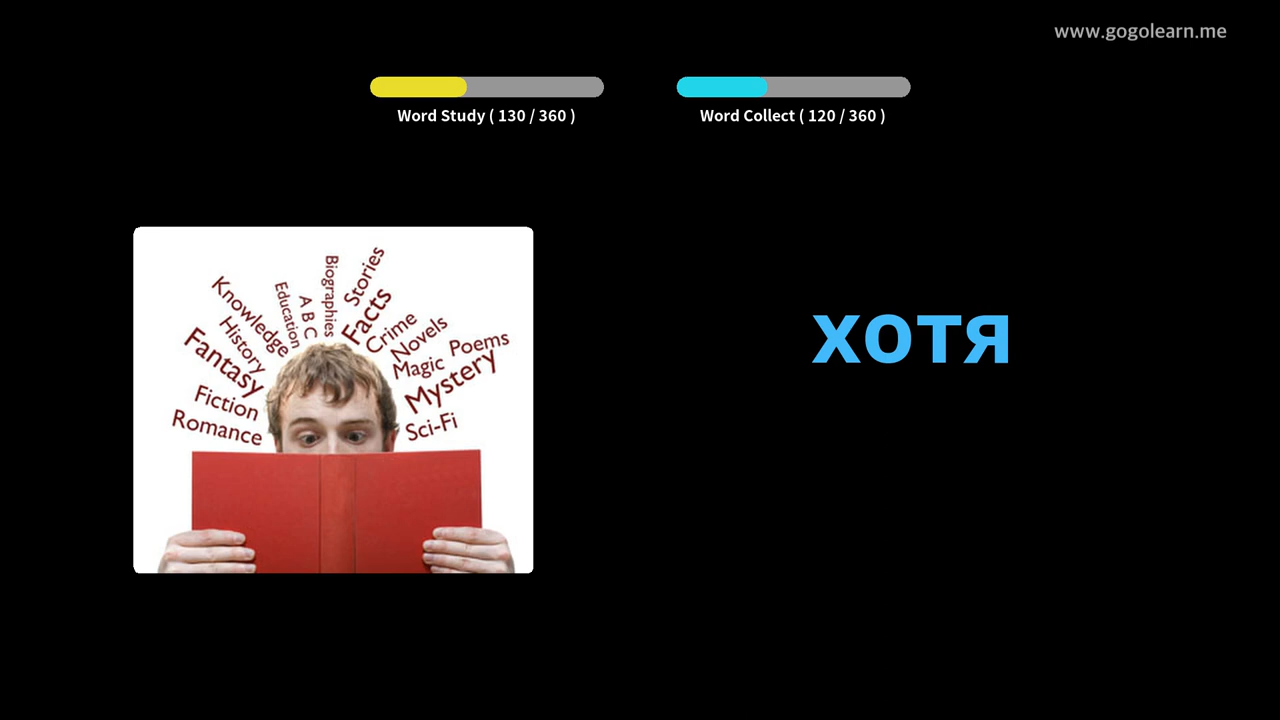 www.gogolearn.me
Word Study ( 130 / 360 )
Word Collect ( 120 / 360 )
Biographies
Stories
Education
A B C
Facts
Knowledge
Crime
History
Novels
Poems
Fantasy
Magic
Mystery
Fiction
Sci-Fi
Romance
хотя